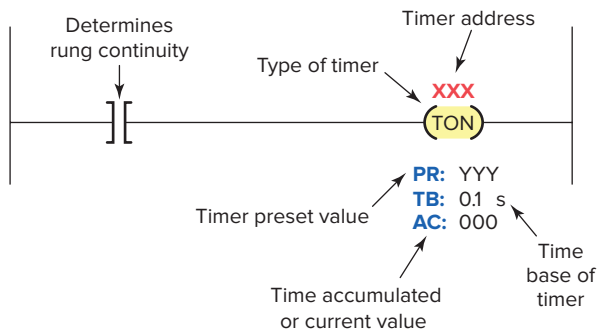 Determines
rung continuity
Timer address
Type of timer
XXX
TON
PR: YYY
TB: 0.1 s
AC: 000
Timer preset value
Time
base of
timer
Time accumulated
or current value